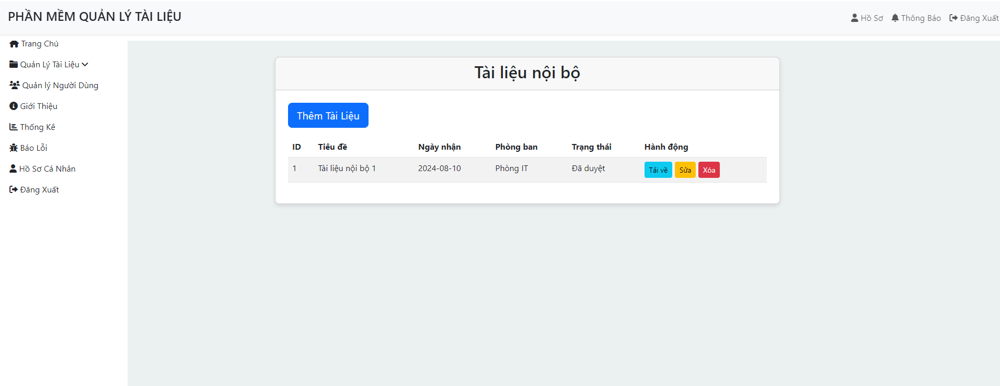 PHẦN MỀM QUẢN LÝ TÀI LIỆU
Hồ Sơ Thông Báo Đăng Xuất
Trang Chủ
Quản Lý Tài Liệu
Quản lý Người Dùng
Giới Thiệu
Thống Kê
Báo Lỗi
Hồ Sơ Cá Nhân
Đăng Xuất
Tài liệu nội bộ
Thêm Tài Liệu
ID Tiêu đề Ngày nhận Phòng ban Trạng thái Hành động
1 Tài liệu nội bộ 1 2024-08-10 Phòng IT Đã duyệt Tải về Sửa Xóa